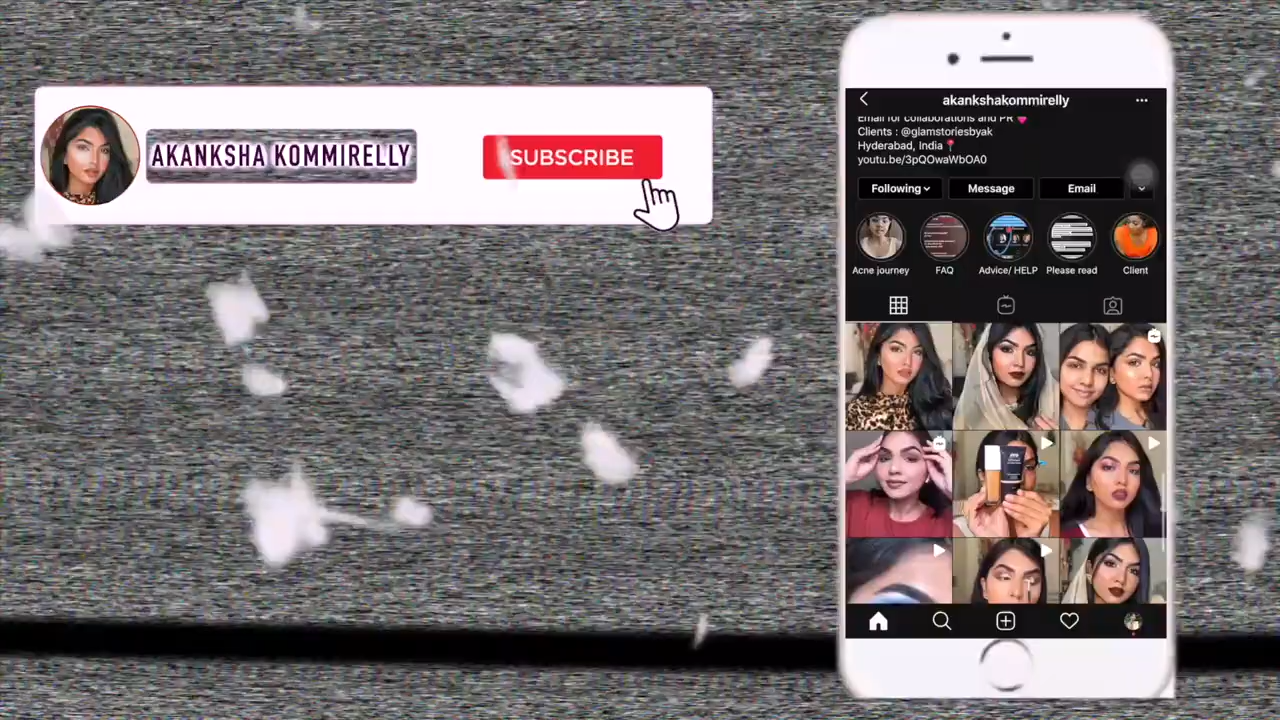 AKANKSHA KOMMIRELLY
SUBSCRIBE
akankshakommirelly
Email for collaborations and PR
Clients : @glamstoriesbyak
Hyderabad, India
youtu.be/3pQOwaWbOA0
Following
Message
Email
Acne journey
FAQ
Advice/ HELP
Please read
Client